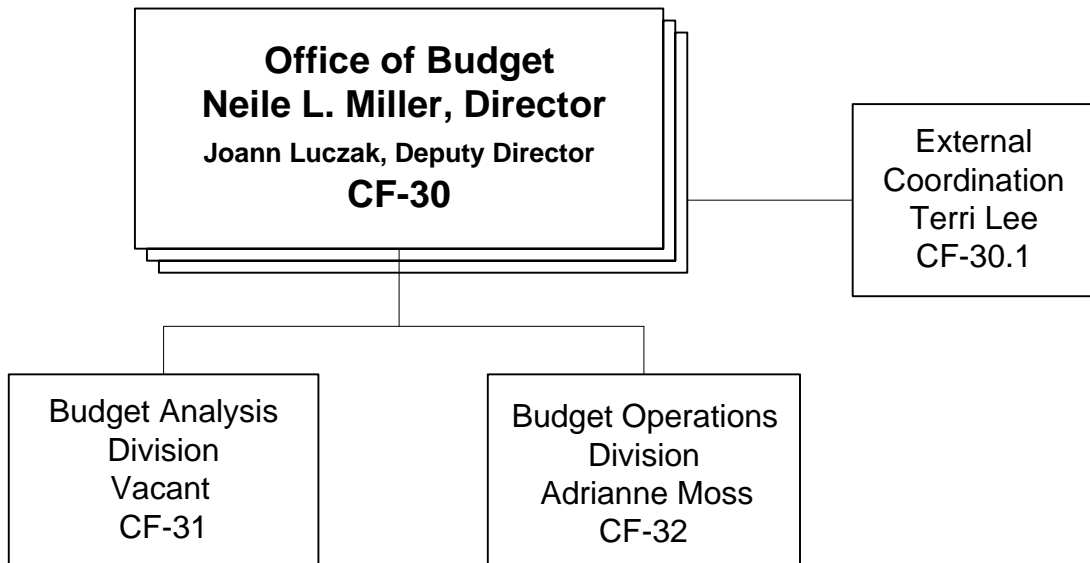 Office of Budget
Neile L. Miller, Director
Joann Luczak, Deputy Director
CF-30
External
Coordination
Terri Lee
CF-30.1
Budget Analysis
Division
Vacant
CF-31
Budget Operations
Division
Adrianne Moss
CF-32